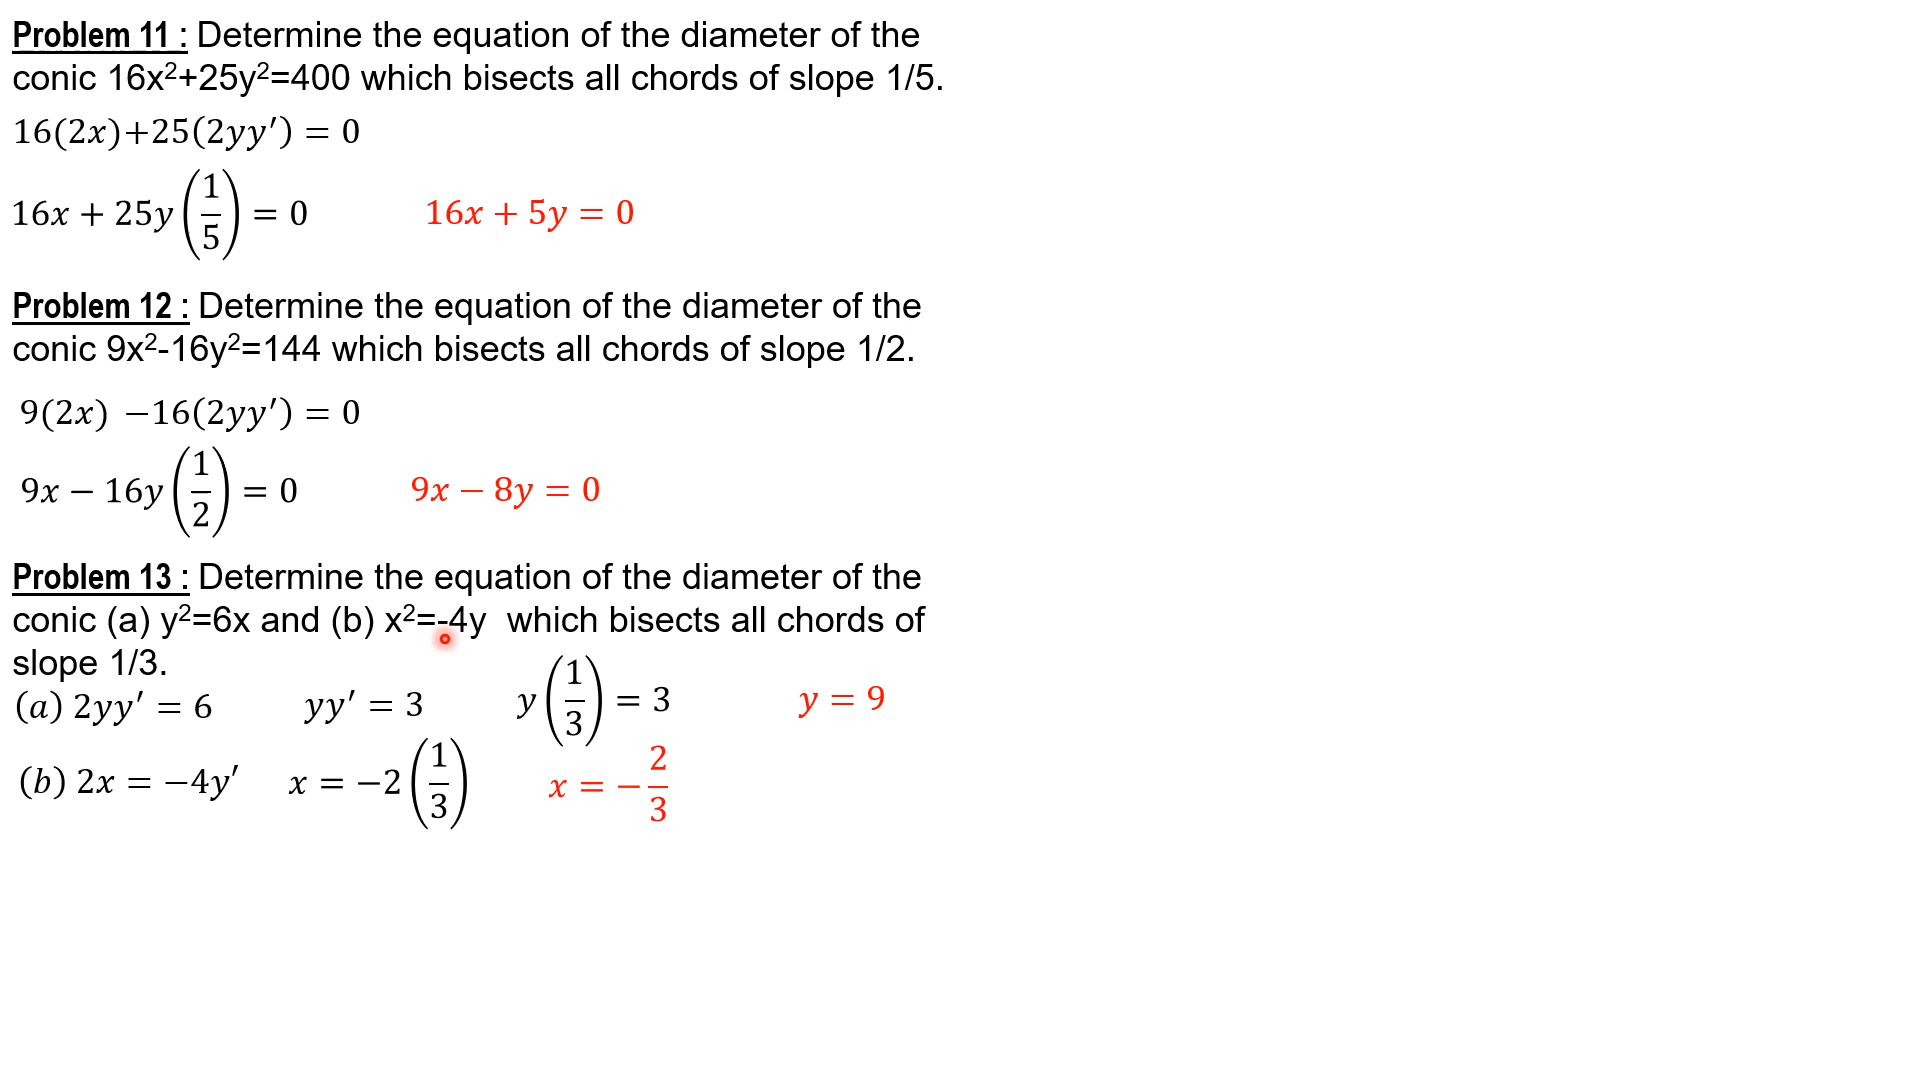 Problem 11 : Determine the equation of the diameter of the
conic 16x²+25y²=400 which bisects all chords of slope 1/5.
16(2x)+25(2yy′) = 0
16x + 25y(1/5) = 0 16x + 5y = 0
Problem 12 : Determine the equation of the diameter of the
conic 9x²-16y²=144 which bisects all chords of slope 1/2.
9(2x) −16(2yy′) = 0
9x − 16y(1/2) = 0 9x − 8y = 0
Problem 13 : Determine the equation of the diameter of the
conic (a) y²=6x and (b) x²=-4y which bisects all chords of
slope 1/3.
(a) 2yy′ = 6 yy′ = 3 y(1/3) = 3 y = 9
(b) 2x = −4y′ x = −2(1/3) x = −2/3